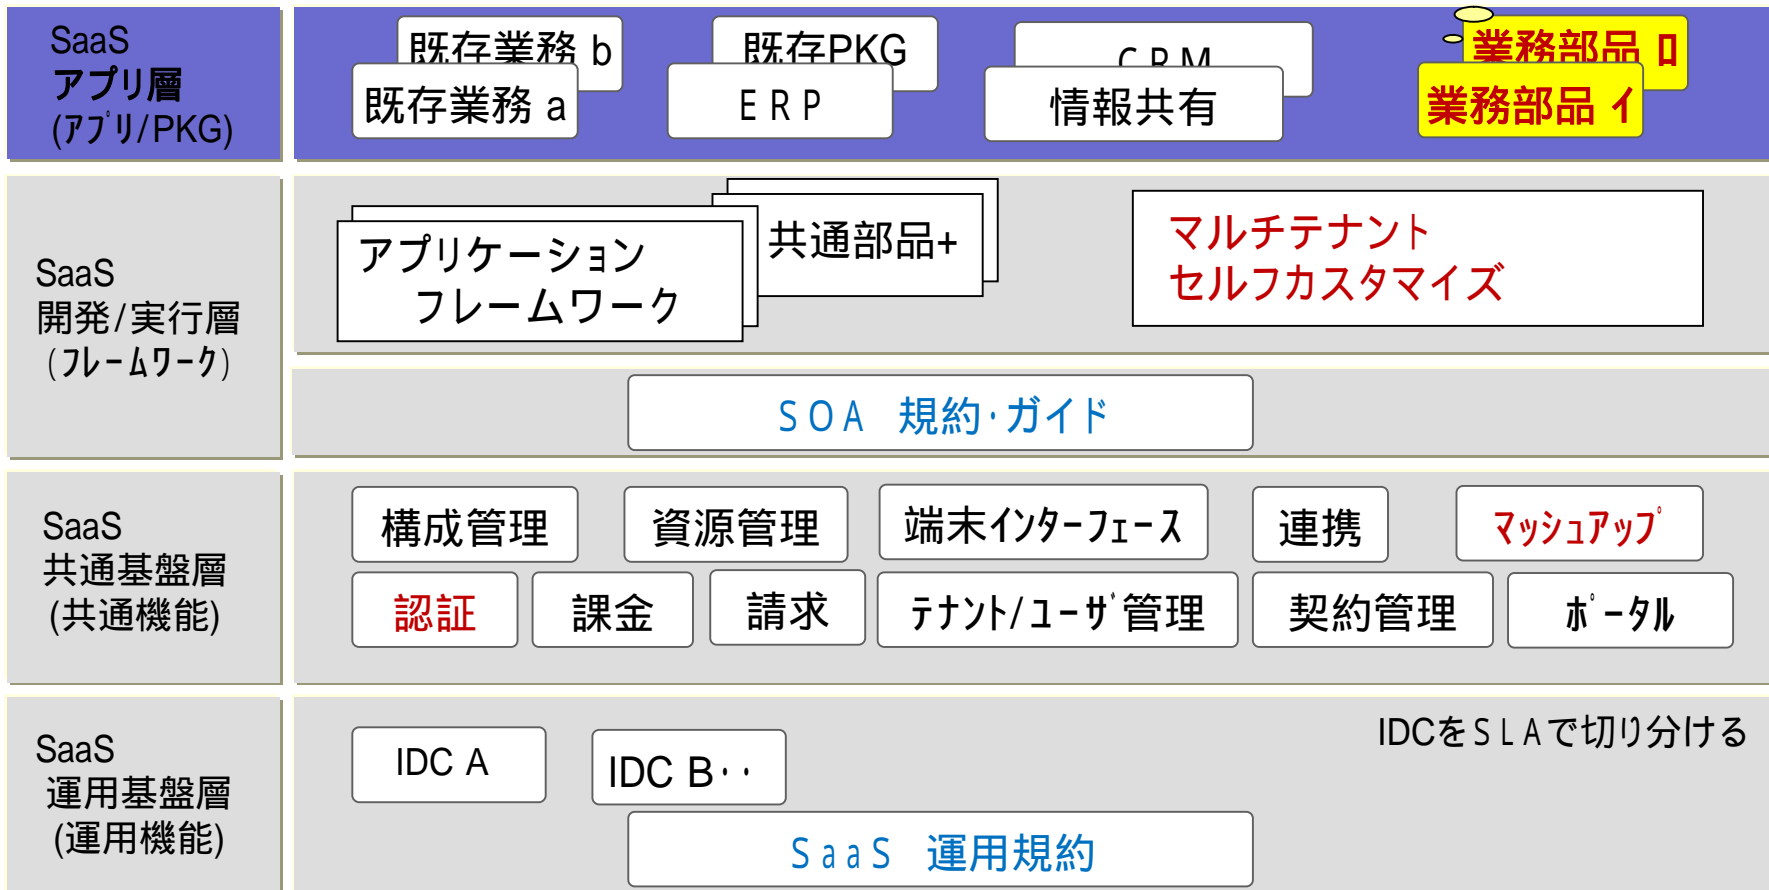 SaaS
アプリ層
(ｱﾌﾟﾘ/PKG)
既存業務 b
既存業務 a
既存PKG
ＥＲＰ
ＣＲＭ
情報共有
業務部品 ロ
業務部品 イ
SaaS
開発/実行層
(ﾌﾚｰﾑﾜｰｸ)
アプリケーション
フレームワーク
共通部品+
マルチテナント
セルフカスタマイズ
ＳＯＡ　規約･ガイド
SaaS
共通基盤層
(共通機能)
構成管理
資源管理
端末ｲﾝﾀｰﾌｪｰｽ
連携
ﾏｯｼｭｱｯﾌﾟ
認証
課金
請求
ﾃﾅﾝﾄ/ﾕｰｻﾞ管理
契約管理
ﾎﾟｰﾀﾙ
SaaS
運用基盤層
(運用機能)
IDC A
IDC B･･
IDCをＳＬＡで切り分ける
ＳａａＳ　運用規約